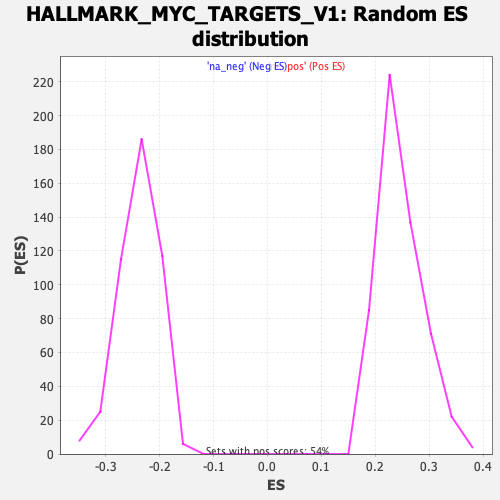 HALLMARK_MYC_TARGETS_V1: Random ES
distribution
'na_neg' (Neg ES)pos' (Pos ES)
220
200
180
160
140
120
100
80
60
40
20
0
P(ES)
Sets with pos scores: 54%
-0.3 -0.2 -0.1 0.0 0.1 0.2 0.3 0.4
ES